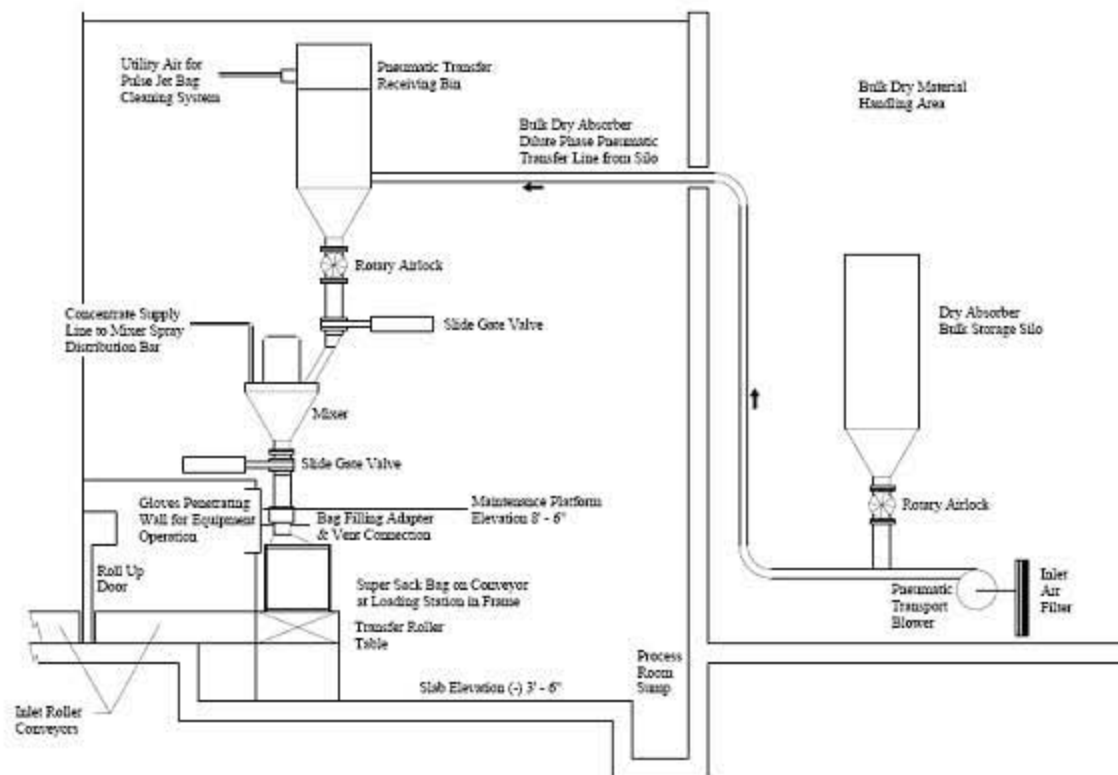 Utility Air for
Pulse Jet Bag
Cleaning System
Pneumatic Transfer
Receiving Bin
Bulk Dry Material
Handling Area
Bulk Dry Absorber
Dilute Phase Pneumatic
Transfer Line from Silo
Rotary Airlock
Concentrate Supply
Line to Mixer Spray
Distribution Bar
Slide Gate Valve
Dry Absorber
Bulk Storage Silo
Mixer
Slide Gate Valve
Gloves Penetrating
Wall for Equipment
Operation
Maintenance Platform
Elevation 8' - 6"
Rotary Airlock
Bag Filling Adapter
& Vent Connection
Roll Up
Door
Super Sack Bag on Conveyor
at Loading Station in Frame
Pneumatic
Transport
Blower
Inlet
Air
Filter
Transfer Roller
Table
Process
Room
Sump
Slab Elevation (-) 3' - 6"
Inlet Roller
Conveyors